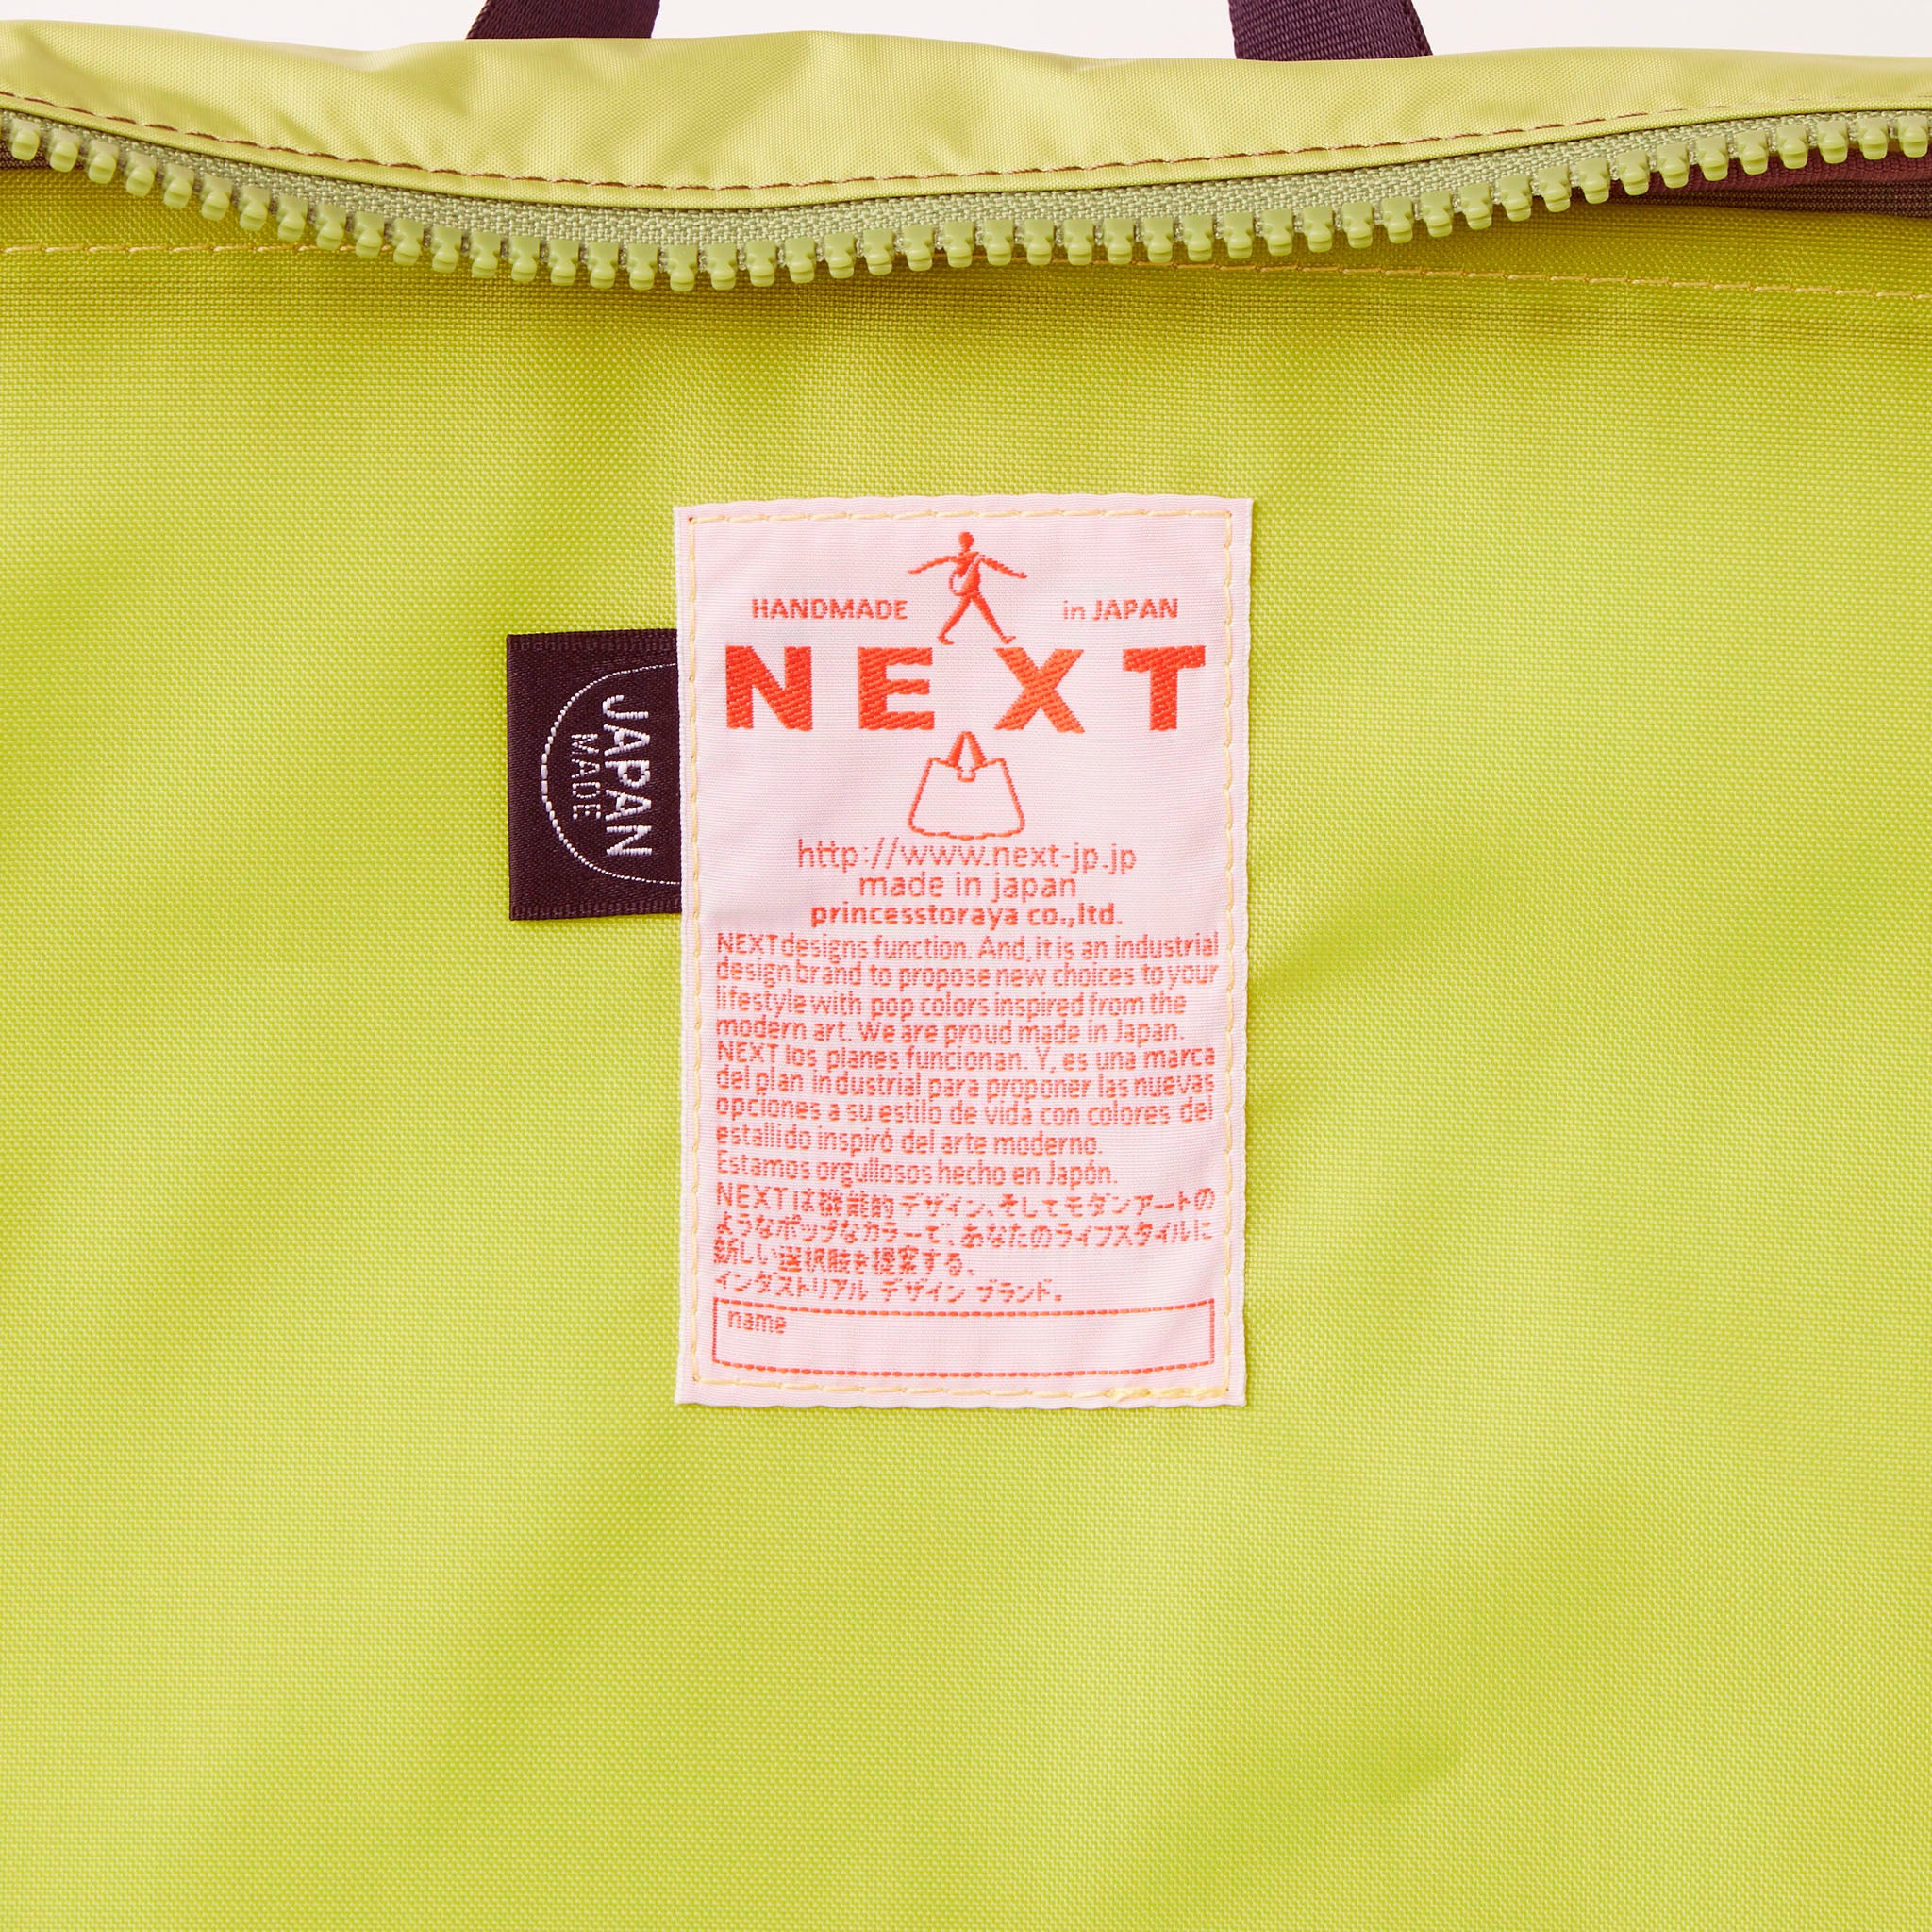 HANDMADE in JAPAN
NEXT
JAPAN
MADE
http://www.next-jp.jp
made in japan
princesstoraya co.,ltd.
NEXT designs function. And, it is an industrial
design brand to propose new choices to your
lifestyle with pop colors inspired from the
modern art. We are proud made in Japan.
NEXT los planes funcionan. Y, es una marca
del plan industrial para proponer las nuevas
opciones a su estilo de vida con colores del
estallido inspiró del arte moderno.
Estamos orgullosos hecho en Japón.
NEXTは機能的デザイン、そしてモダンアートの
ようなポップなカラーで、あなたのライフスタイルに
新しい選択肢を提案する、
インダストリアル デザイン ブランド。
name